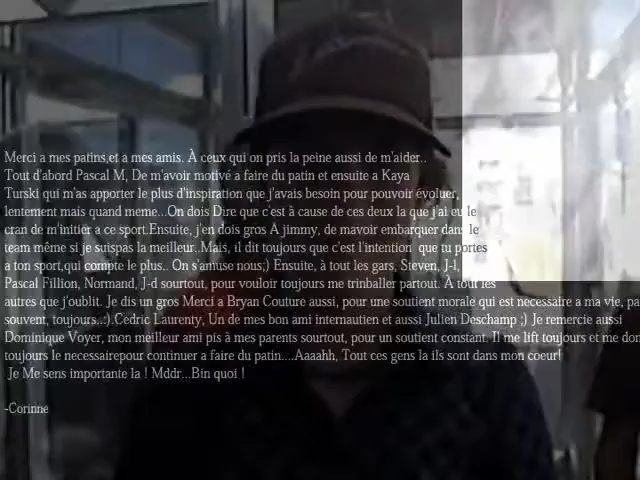 Merci a mes patins,et a mes amis. À ceux qui on pris la peine aussi de m'aider..
Tout d'abord Pascal M, De m'avoir motivé a faire du patin et ensuite a Kaya
Turski qui m'as apporter le plus d'inspiration que j'avais besoin pour pouvoir évoluer,
lentement mais quand meme...On dois Dire que c'est à cause de ces deux la que j'ai eu le
cran de m'initier a ce sport.Ensuite, j'en dois gros À jimmy, de mavoir embarquer dans le
team même si je suispas la meilleur..Mais, il dit toujours que c'est l'intention que tu portes
a ton sport,qui compte le plus.. On s'amuse nous;) Ensuite, à tout les gars, Steven, J-l,
Pascal Fillion, Normand, J-d sourtout, pour vouloir toujours me trinballer partout. À tout les
autres que j'oublit. Je dis un gros Merci a Bryan Couture aussi, pour une soutient morale qui est necessaire a ma vie, pa
souvent, toujours..:).Cedric Laurenty, Un de mes bon ami internautien et aussi Julien Deschamp ;) Je remercie aussi
Dominique Voyer, mon meilleur ami pis à mes parents sourtout, pour un soutient constant. Il me lift toujours et me don
toujours le necessairepour continuer a faire du patin....Aaaahh, Tout ces gens la ils sont dans mon coeur!
Je Me sens importante la ! Mddr...Bin quoi !
-Corinne